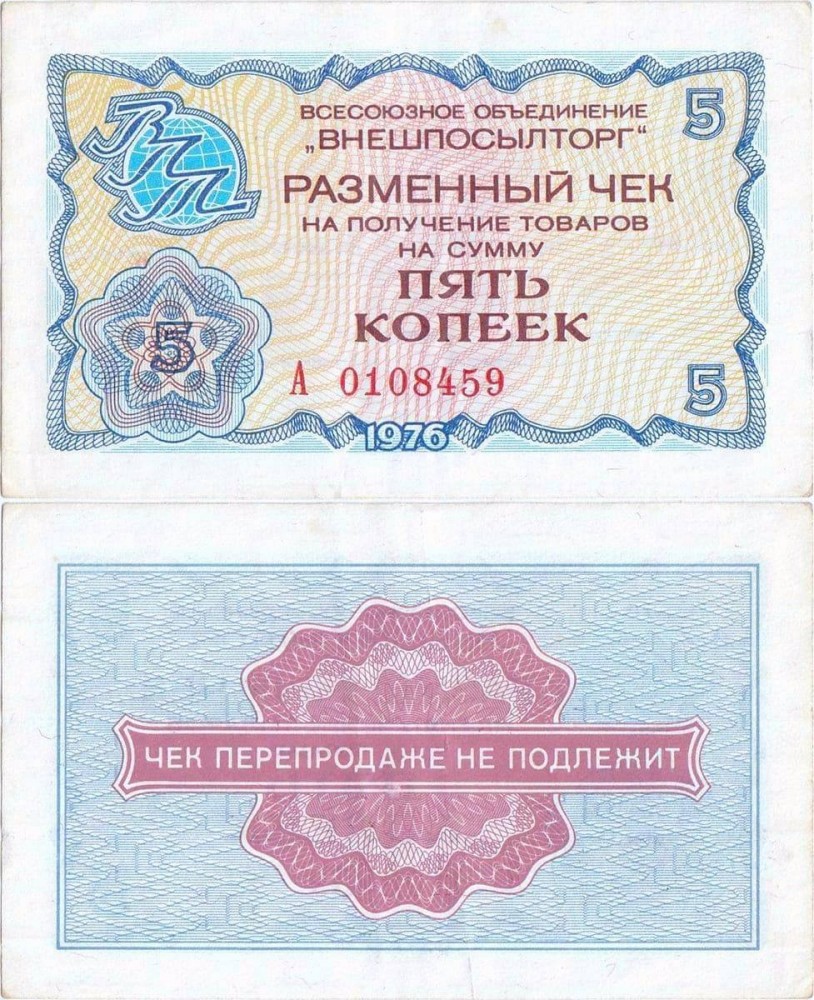 ВПТ
ВСЕСОЮЗНОЕ ОБЪЕДИНЕНИЕ
„ВНЕШПОСЫЛТОРГ“
5
РАЗМЕННЫЙ ЧЕК
НА ПОЛУЧЕНИЕ ТОВАРОВ
НА СУММУ
ПЯТЬ
КОПЕЕК
5
А 0108459
5
1976
ЧЕК ПЕРЕПРОДАЖЕ НЕ ПОДЛЕЖИТ